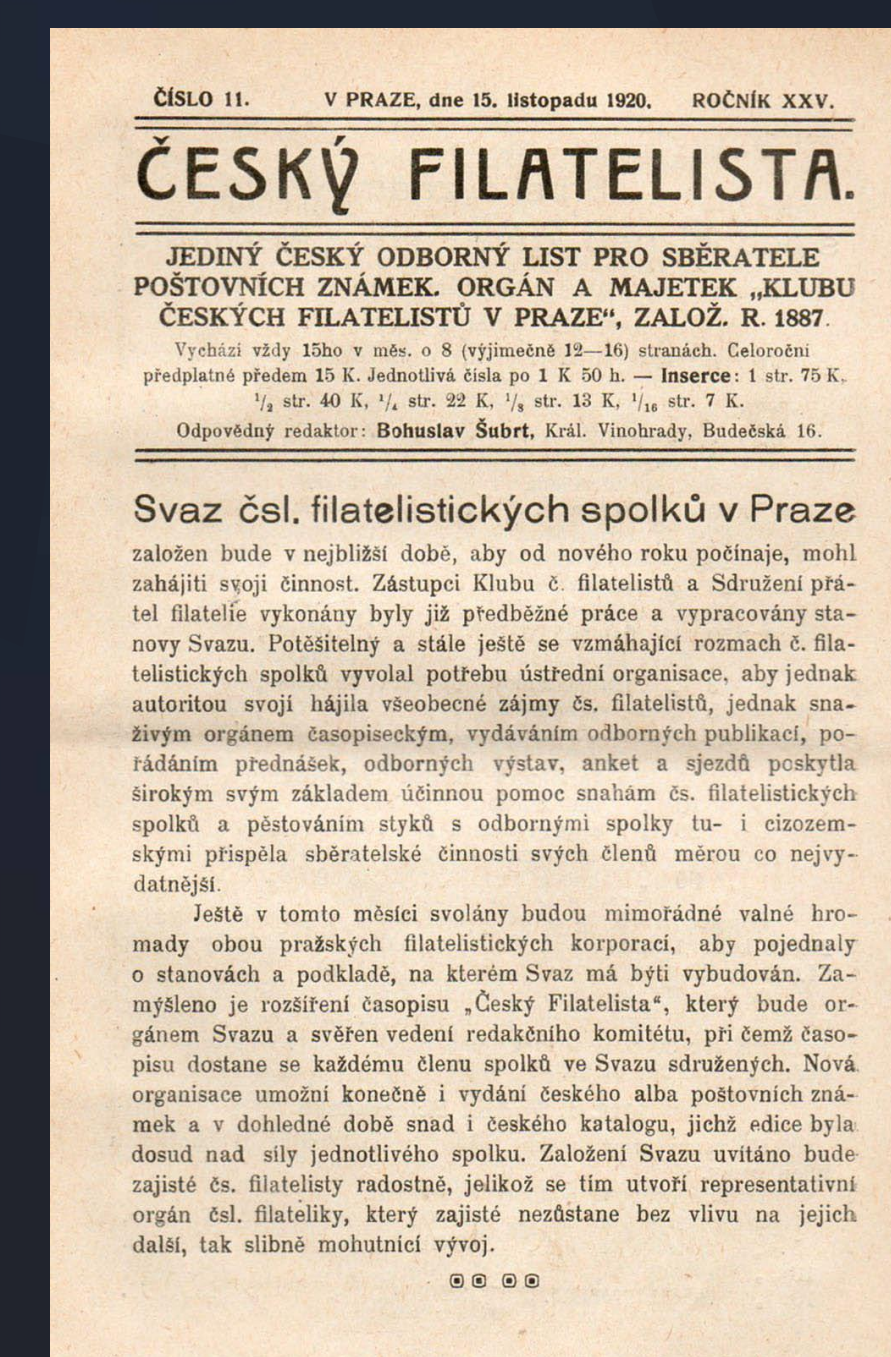 ČÍSLO 11. V PRAZE, dne 15. listopadu 1920. ROČNÍK XXV.
ČESKÝ FILATELISTA.
JEDINÝ ČESKÝ ODBORNÝ LIST PRO SBĚRATELE
POŠTOVNÍCH ZNÁMEK. ORGÁN A MAJETEK „KLUBU
ČESKÝCH FILATELISTŮ V PRAZE“, ZALOŽ. R. 1887.
Vychází vždy 15ho v měs. o 8 (výjimečně 12—16) stranách. Celoroční
předplatné předem 15 K. Jednotlivá čísla po 1 K 50 h. — Inserce: 1 str. 75 K,
½ str. 40 K, ¼ str. 22 K, ⅛ str. 13 K, 1/16 str. 7 K.
Odpovědný redaktor: Bohuslav Šubrt, Král. Vinohrady, Budečská 16.
Svaz čsl. filatelistických spolků v Praze
založen bude v nejbližší době, aby od nového roku počínaje, mohl
zahájiti svoji činnost. Zástupci Klubu č. filatelistů a Sdružení přá-
tel filatelie vykonány byly již předběžné práce a vypracovány sta-
novy Svazu. Potěšitelný a stále ještě se vzmáhající rozmach č. fila-
telistických spolků vyvolal potřebu ústřední organisace, aby jednak
autoritou svojí hájila všeobecné zájmy čs. filatelistů, jednak sna-
živým orgánem časopiseckým, vydáváním odborných publikací, po-
řádáním přednášek, odborných výstav, anket a sjezdů poskytla
širokým svým základem účinnou pomoc snahám čs. filatelistických
spolků a pěstováním styků s odbornými spolky tu- i cizozem-
skými přispěla sběratelské činnosti svých členů měrou co nejvy-
datnější.
Ještě v tomto měsíci svolány budou mimořádné valné hro-
mady obou pražských filatelistických korporací, aby pojednaly
o stanovách a podkladě, na kterém Svaz má býti vybudován. Za-
mýšleno je rozšíření časopisu „Český Filatelista“, který bude or-
gánem Svazu a svěřen vedení redakčního komitétu, při čemž časo-
pisu dostane se každému členu spolků ve Svazu sdružených. Nová
organisace umožní konečně i vydání českého alba poštovních zná-
mek a v dohledné době snad i českého katalogu, jichž edice byla
dosud nad síly jednotlivého spolku. Založení Svazu uvítáno bude
zajisté čs. filatelisty radostně, jelikož se tím utvoří representativní
orgán čsl. filateliky, který zajisté nezůstane bez vlivu na jejich
další, tak slibně mohutnící vývoj.